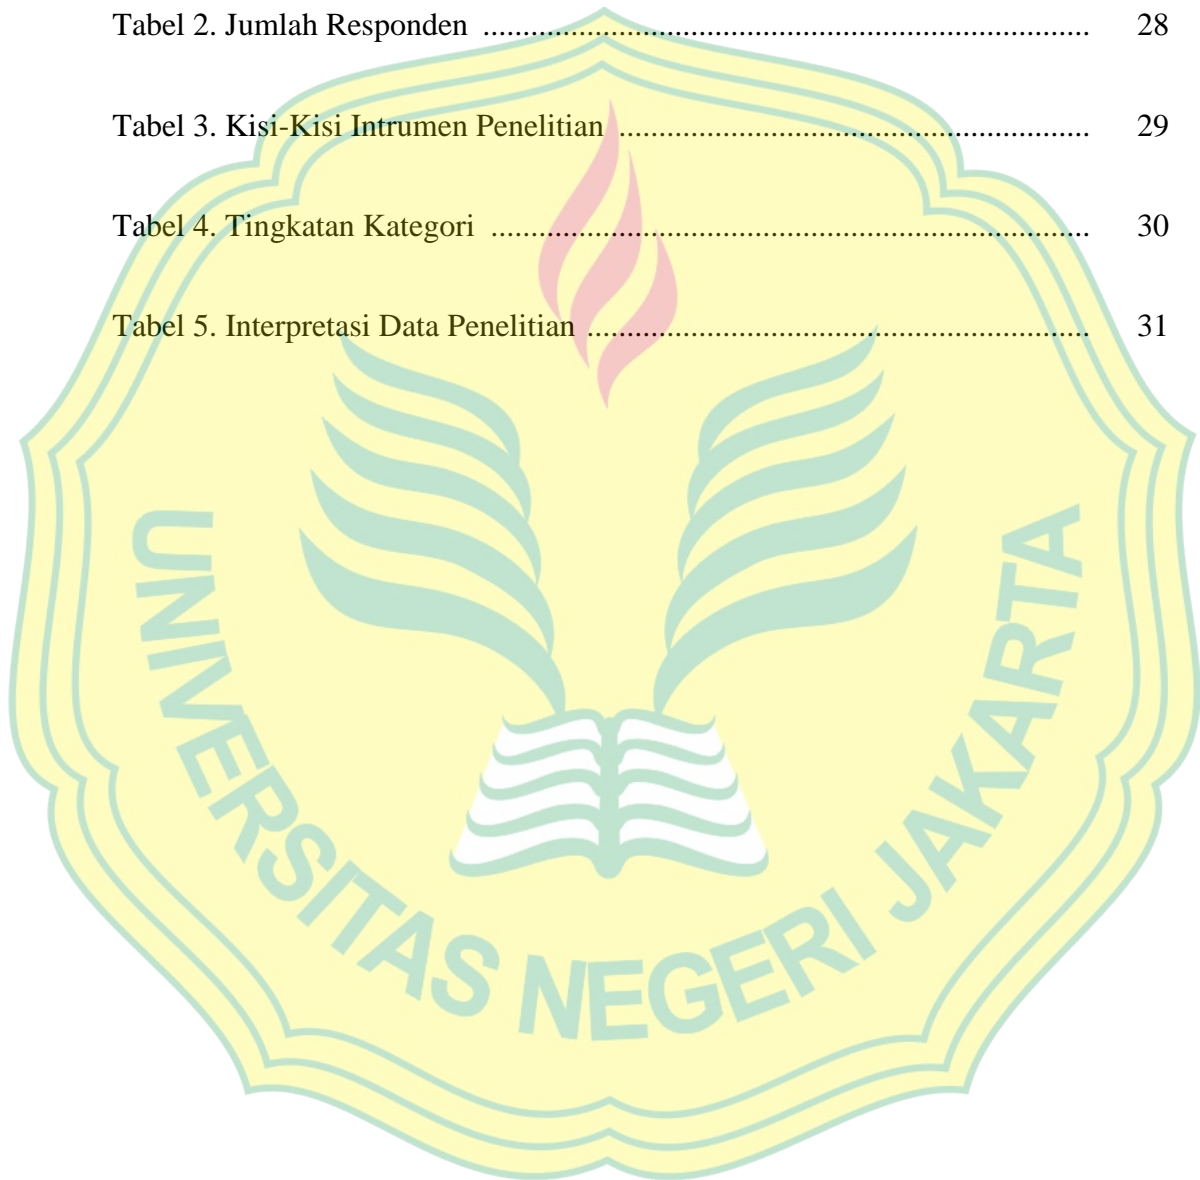 Tabel 2. Jumlah Responden ........................................................................... 28
Tabel 3. Kisi-Kisi Intrumen Penelitian .......................................................... 29
Tabel 4. Tingkatan Kategori .......................................................................... 30
Tabel 5. Interpretasi Data Penelitian .............................................................. 31
UNIVERSITAS NEGERI JAKARTA